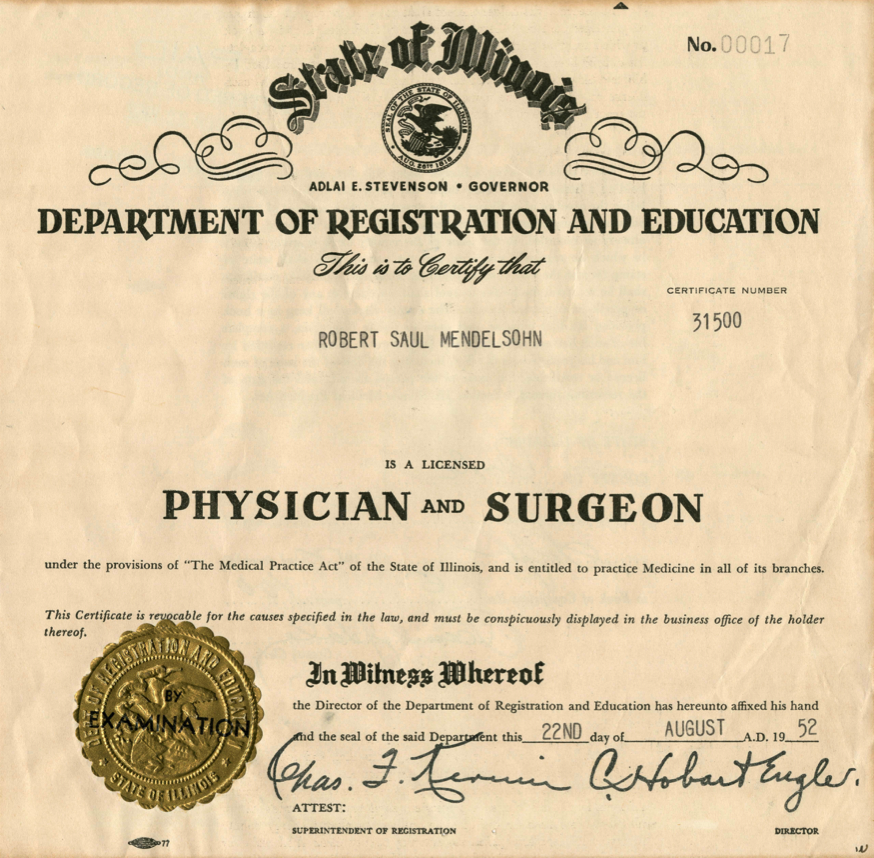 No. 00017
State of Illinois
SEAL OF THE STATE OF ILLINOIS
AUG. 26TH 1818
ADLAI E. STEVENSON • GOVERNOR
DEPARTMENT OF REGISTRATION AND EDUCATION
This is to Certify that
CERTIFICATE NUMBER
31500
ROBERT SAUL MENDELSOHN
IS A LICENSED
PHYSICIAN AND SURGEON
under the provisions of "The Medical Practice Act" of the State of Illinois, and is entitled to practice Medicine in all of its branches.
This Certificate is revocable for the causes specified in the law, and must be conspicuously displayed in the business office of the holder
thereof.
DEPT OF REGISTRATION AND EDUCATION
BY
EXAMINATION
STATE OF ILLINOIS
In Witness Whereof
the Director of the Department of Registration and Education has hereunto affixed his hand
and the seal of the said Department this 22ND day of AUGUST A.D. 19 52
Chas. F. Kervin C. Hobart Engle.
ATTEST:
SUPERINTENDENT OF REGISTRATION DIRECTOR
77